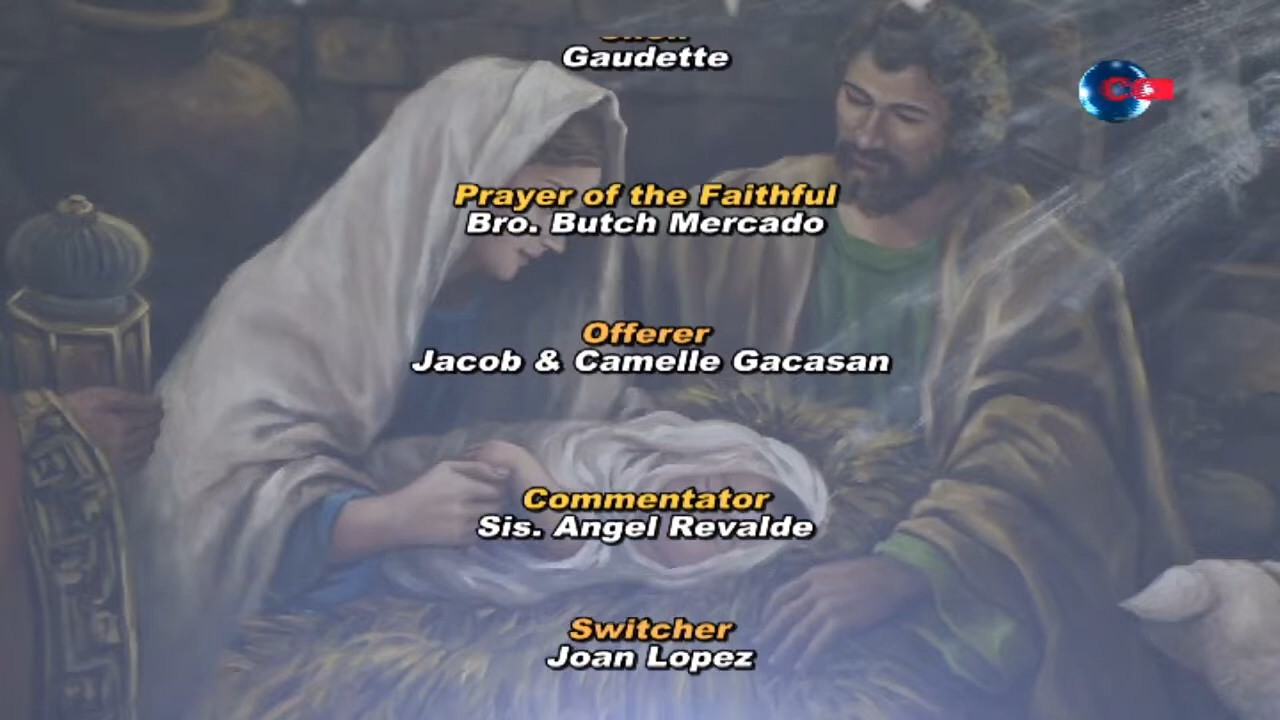 Gaudette
Prayer of the Faithful
Bro. Butch Mercado
Offerer
Jacob & Camelle Gacasan
Commentator
Sis. Angel Revalde
Switcher
Joan Lopez